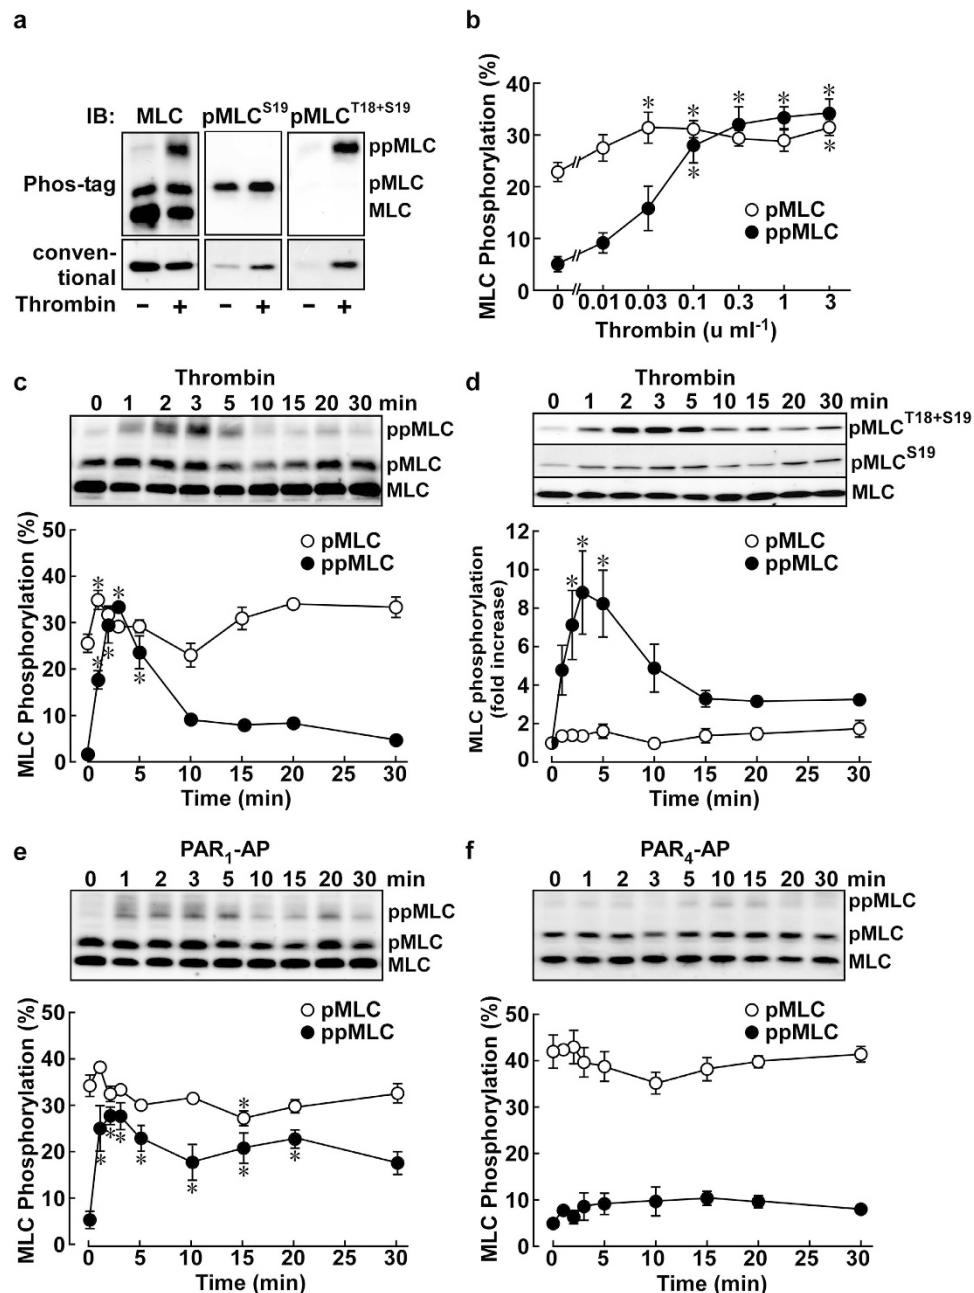 a
IB: MLC pMLC^S19 pMLC^T18+S19
Phos-tag
ppMLC
pMLC
MLC
conven-
tional
Thrombin − + − + − +
b
MLC Phosphorylation (%)
40
30
20
10
0
pMLC
ppMLC
* * * * *
* *
0 0.01 0.03 0.1 0.3 1 3
Thrombin (u ml^-1)
c
Thrombin
0 1 2 3 5 10 15 20 30 min
ppMLC
pMLC
MLC
MLC Phosphorylation (%)
50
40
30
20
10
0
pMLC
ppMLC
* *
* * *
0 5 10 15 20 25 30
Time (min)
d
Thrombin
0 1 2 3 5 10 15 20 30 min
pMLC^T18+S19
pMLC^S19
MLC
MLC phosphorylation
(fold increase)
12
10
8
6
4
2
0
pMLC
ppMLC
* * *
0 5 10 15 20 25 30
Time (min)
e
PAR₁-AP
0 1 2 3 5 10 15 20 30 min
ppMLC
pMLC
MLC
MLC Phosphorylation (%)
50
40
30
20
10
0
pMLC
ppMLC
*
* * * * * * *
0 5 10 15 20 25 30
Time (min)
f
PAR₄-AP
0 1 2 3 5 10 15 20 30 min
ppMLC
pMLC
MLC
MLC Phosphorylation (%)
50
40
30
20
10
0
pMLC
ppMLC
0 5 10 15 20 25 30
Time (min)